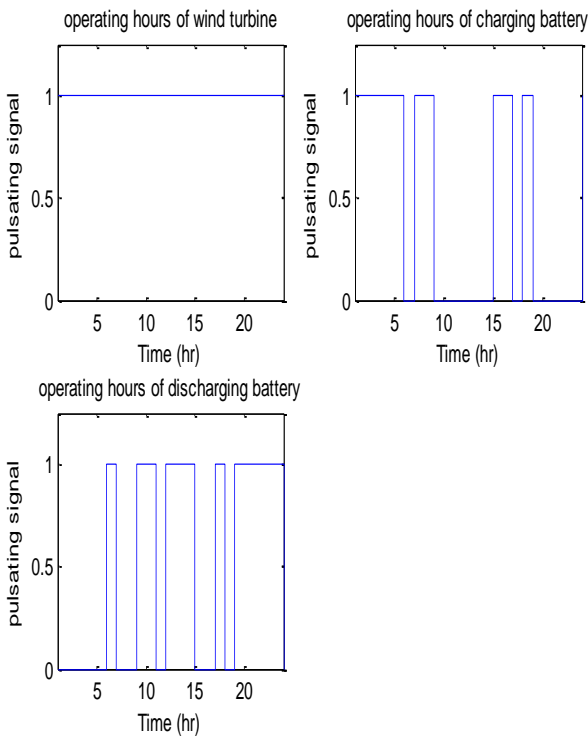 operating hours of wind turbine
pulsating signal
1
0.5
0
5 10 15 20
Time (hr)
operating hours of charging battery
pulsating signal
1
0.5
0
5 10 15 20
Time (hr)
operating hours of discharging battery
pulsating signal
1
0.5
0
5 10 15 20
Time (hr)